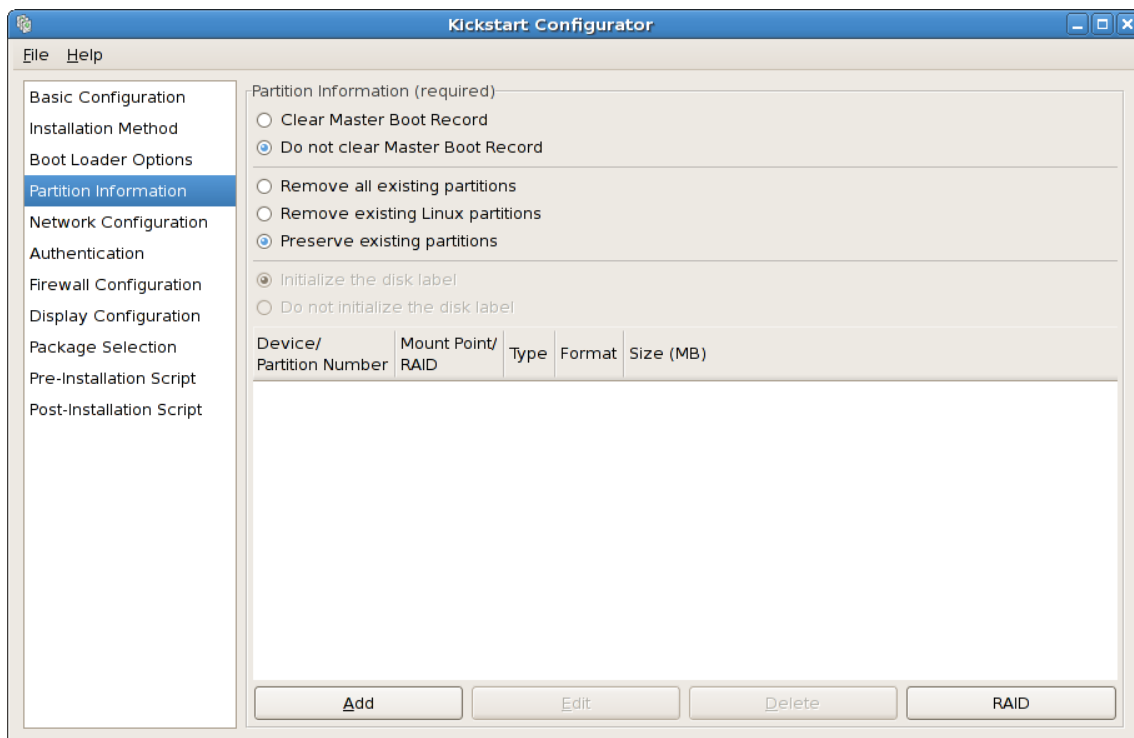 Kickstart Configurator
File Help
Basic Configuration
Installation Method
Boot Loader Options
Partition Information
Network Configuration
Authentication
Firewall Configuration
Display Configuration
Package Selection
Pre-Installation Script
Post-Installation Script
Partition Information (required)
Clear Master Boot Record
Do not clear Master Boot Record
Remove all existing partitions
Remove existing Linux partitions
Preserve existing partitions
Initialize the disk label
Do not initialize the disk label
Device/
Partition Number
Mount Point/
RAID
Type
Format
Size (MB)
Add
Edit
Delete
RAID